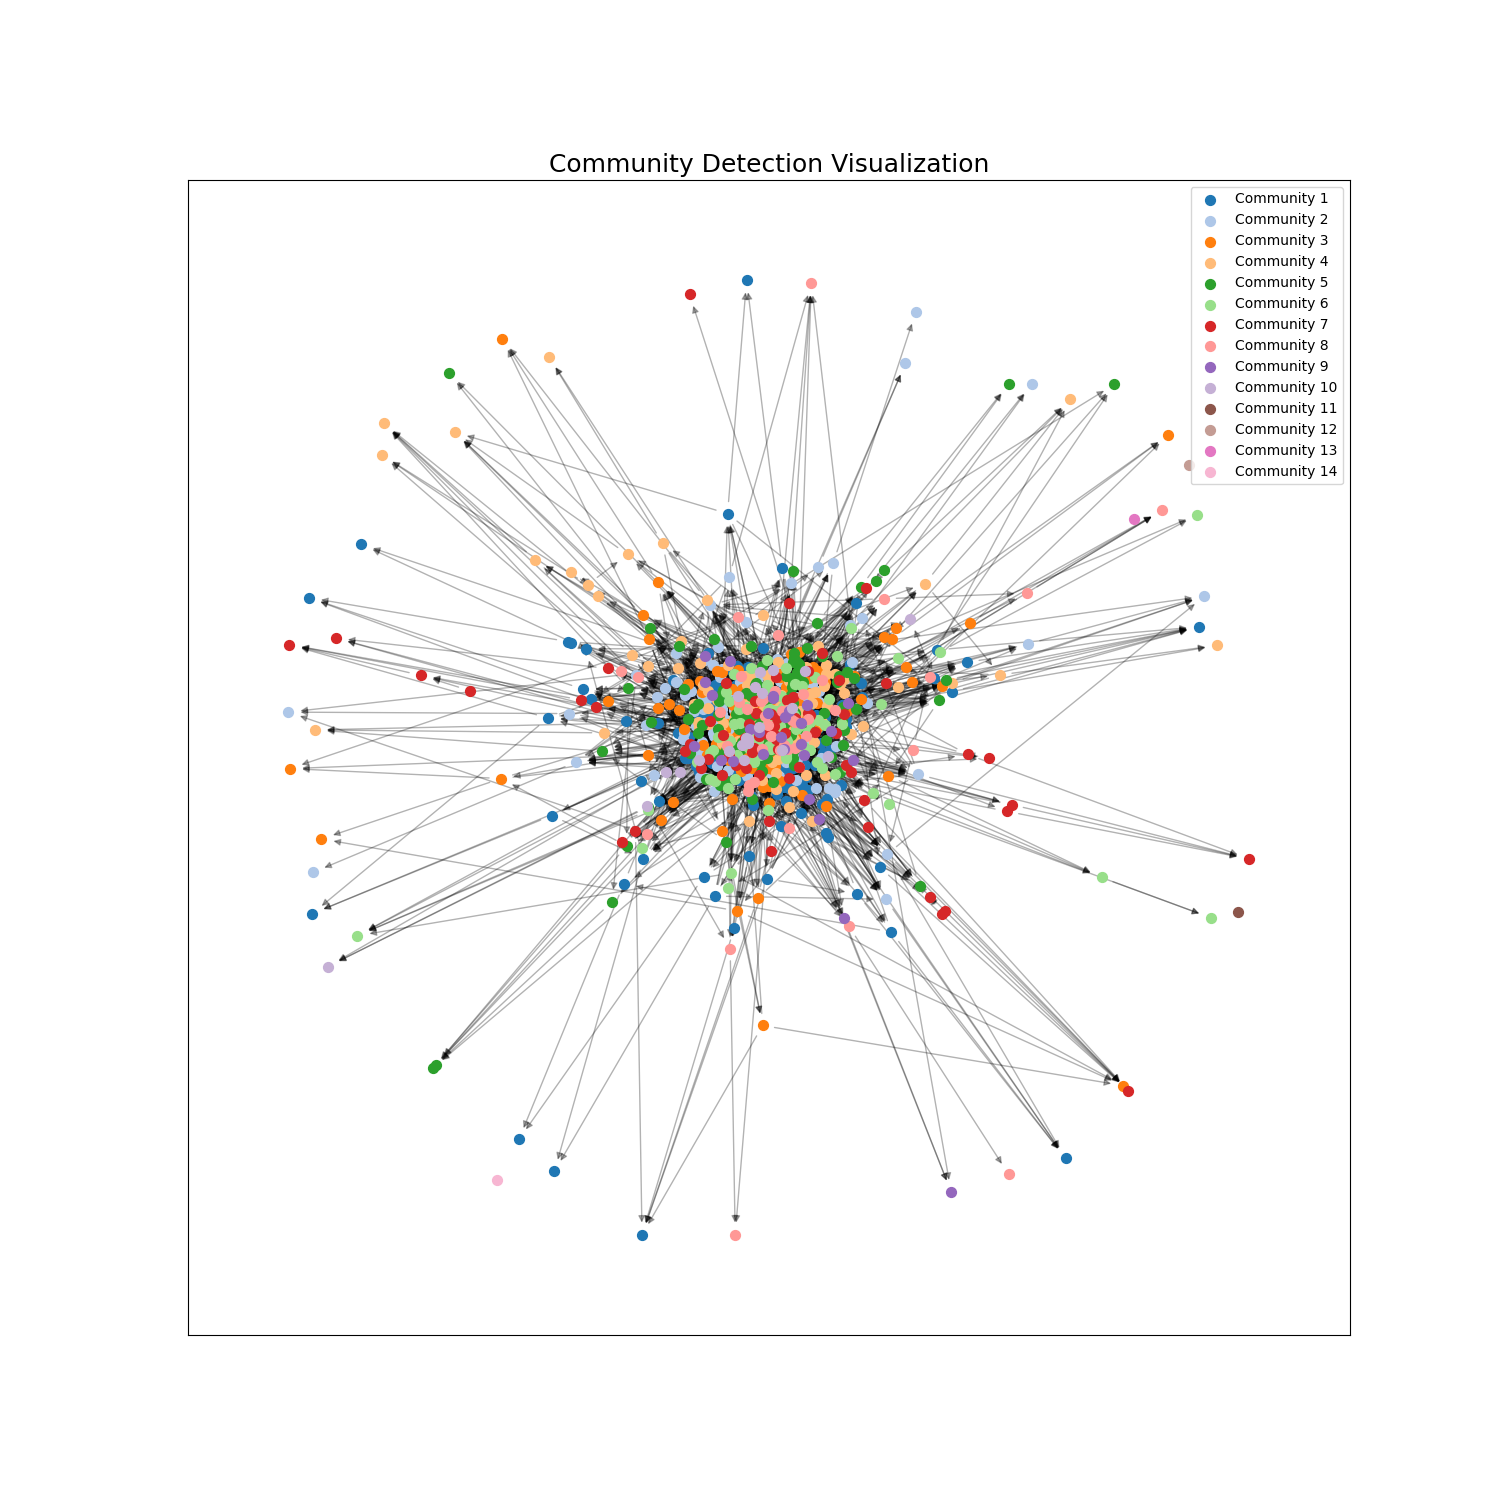 Community Detection Visualization
Community 1
Community 2
Community 3
Community 4
Community 5
Community 6
Community 7
Community 8
Community 9
Community 10
Community 11
Community 12
Community 13
Community 14